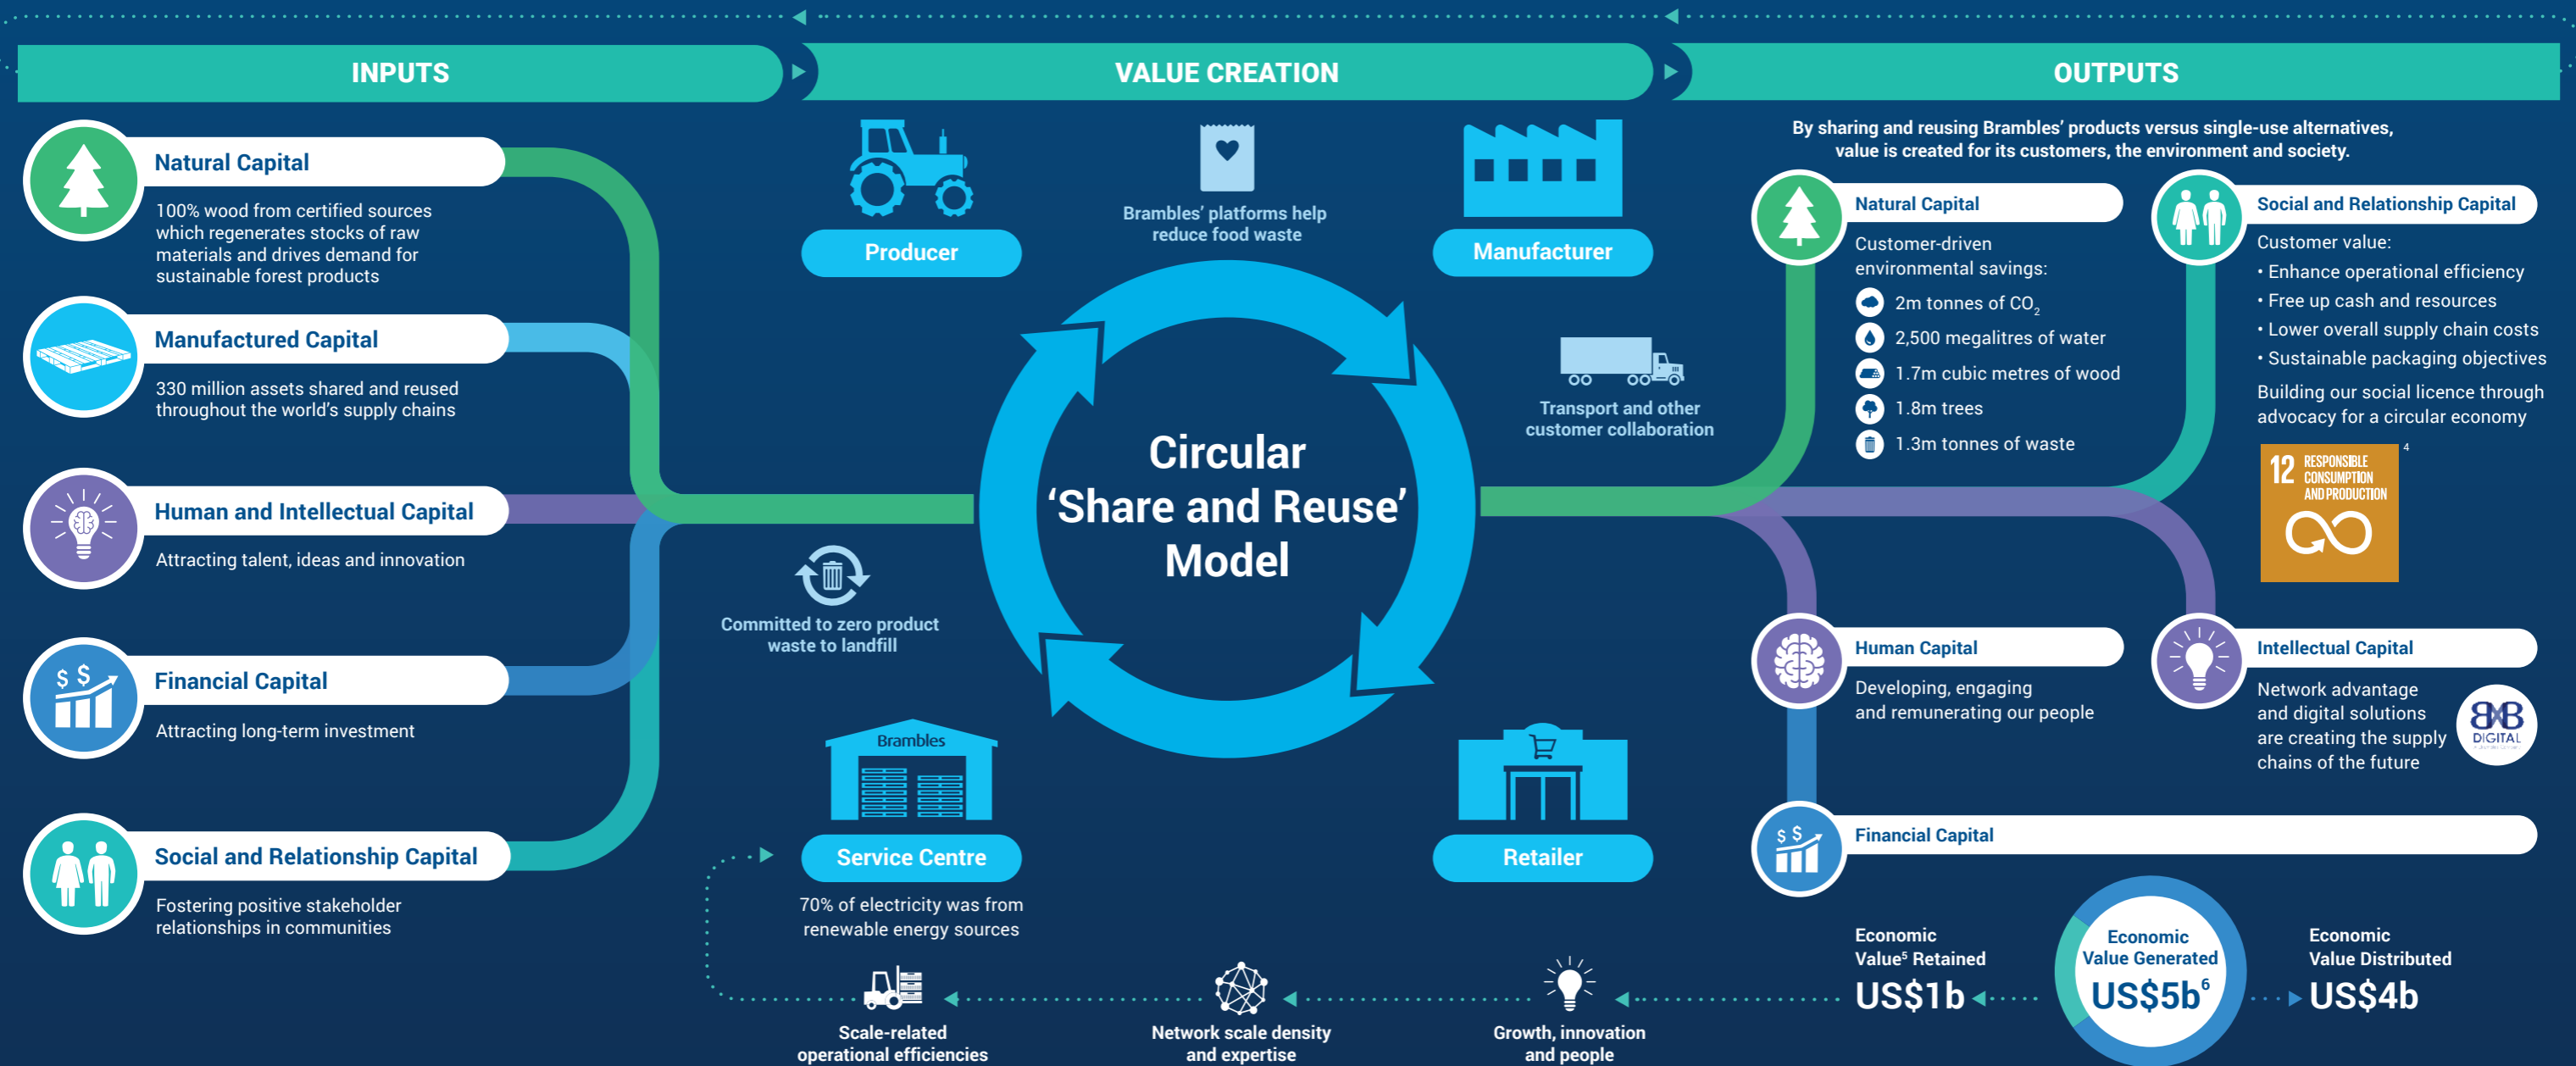 INPUTS
VALUE CREATION
OUTPUTS
Natural Capital
100% wood from certified sources
which regenerates stocks of raw
materials and drives demand for
sustainable forest products
Manufactured Capital
330 million assets shared and reused
throughout the world's supply chains
Human and Intellectual Capital
Attracting talent, ideas and innovation
$ $
Financial Capital
Attracting long-term investment
Social and Relationship Capital
Fostering positive stakeholder
relationships in communities
Producer
Brambles' platforms help
reduce food waste
Manufacturer
Transport and other
customer collaboration
Circular
'Share and Reuse'
Model
Committed to zero product
waste to landfill
Brambles
Service Centre
70% of electricity was from
renewable energy sources
Retailer
Scale-related
operational efficiencies
Network scale density
and expertise
Growth, innovation
and people
By sharing and reusing Brambles' products versus single-use alternatives,
value is created for its customers, the environment and society.
Natural Capital
Customer-driven
environmental savings:
2m tonnes of CO2
2,500 megalitres of water
1.7m cubic metres of wood
1.8m trees
1.3m tonnes of waste
Social and Relationship Capital
Customer value:
• Enhance operational efficiency
• Free up cash and resources
• Lower overall supply chain costs
• Sustainable packaging objectives
Building our social licence through
advocacy for a circular economy
12 RESPONSIBLE
CONSUMPTION
AND PRODUCTION
4
Human Capital
Developing, engaging
and remunerating our people
Intellectual Capital
Network advantage
and digital solutions
are creating the supply
chains of the future
BXB
DIGITAL
$ $
Financial Capital
Economic
Value5 Retained
US$1b
Economic
Value Generated
US$5b6
Economic
Value Distributed
US$4b